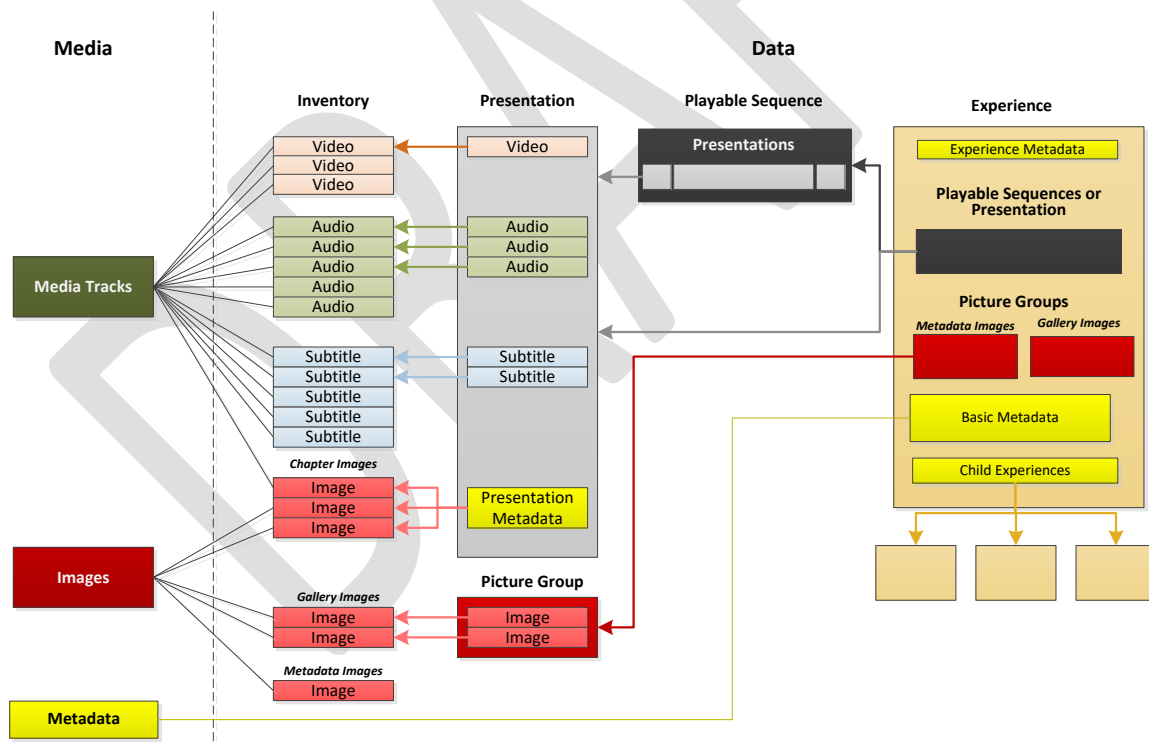 Media
Data
Inventory
Presentation
Playable Sequence
Experience
Video
Video
Video
Audio
Audio
Audio
Audio
Audio
Subtitle
Subtitle
Subtitle
Subtitle
Subtitle
Chapter Images
Image
Image
Image
Gallery Images
Image
Image
Metadata Images
Image
Media Tracks
Images
Metadata
Video
Audio
Audio
Audio
Subtitle
Subtitle
Presentation
Metadata
Picture Group
Image
Image
Presentations
Experience Metadata
Playable Sequences or
Presentation
Picture Groups
Metadata Images
Gallery Images
Basic Metadata
Child Experiences